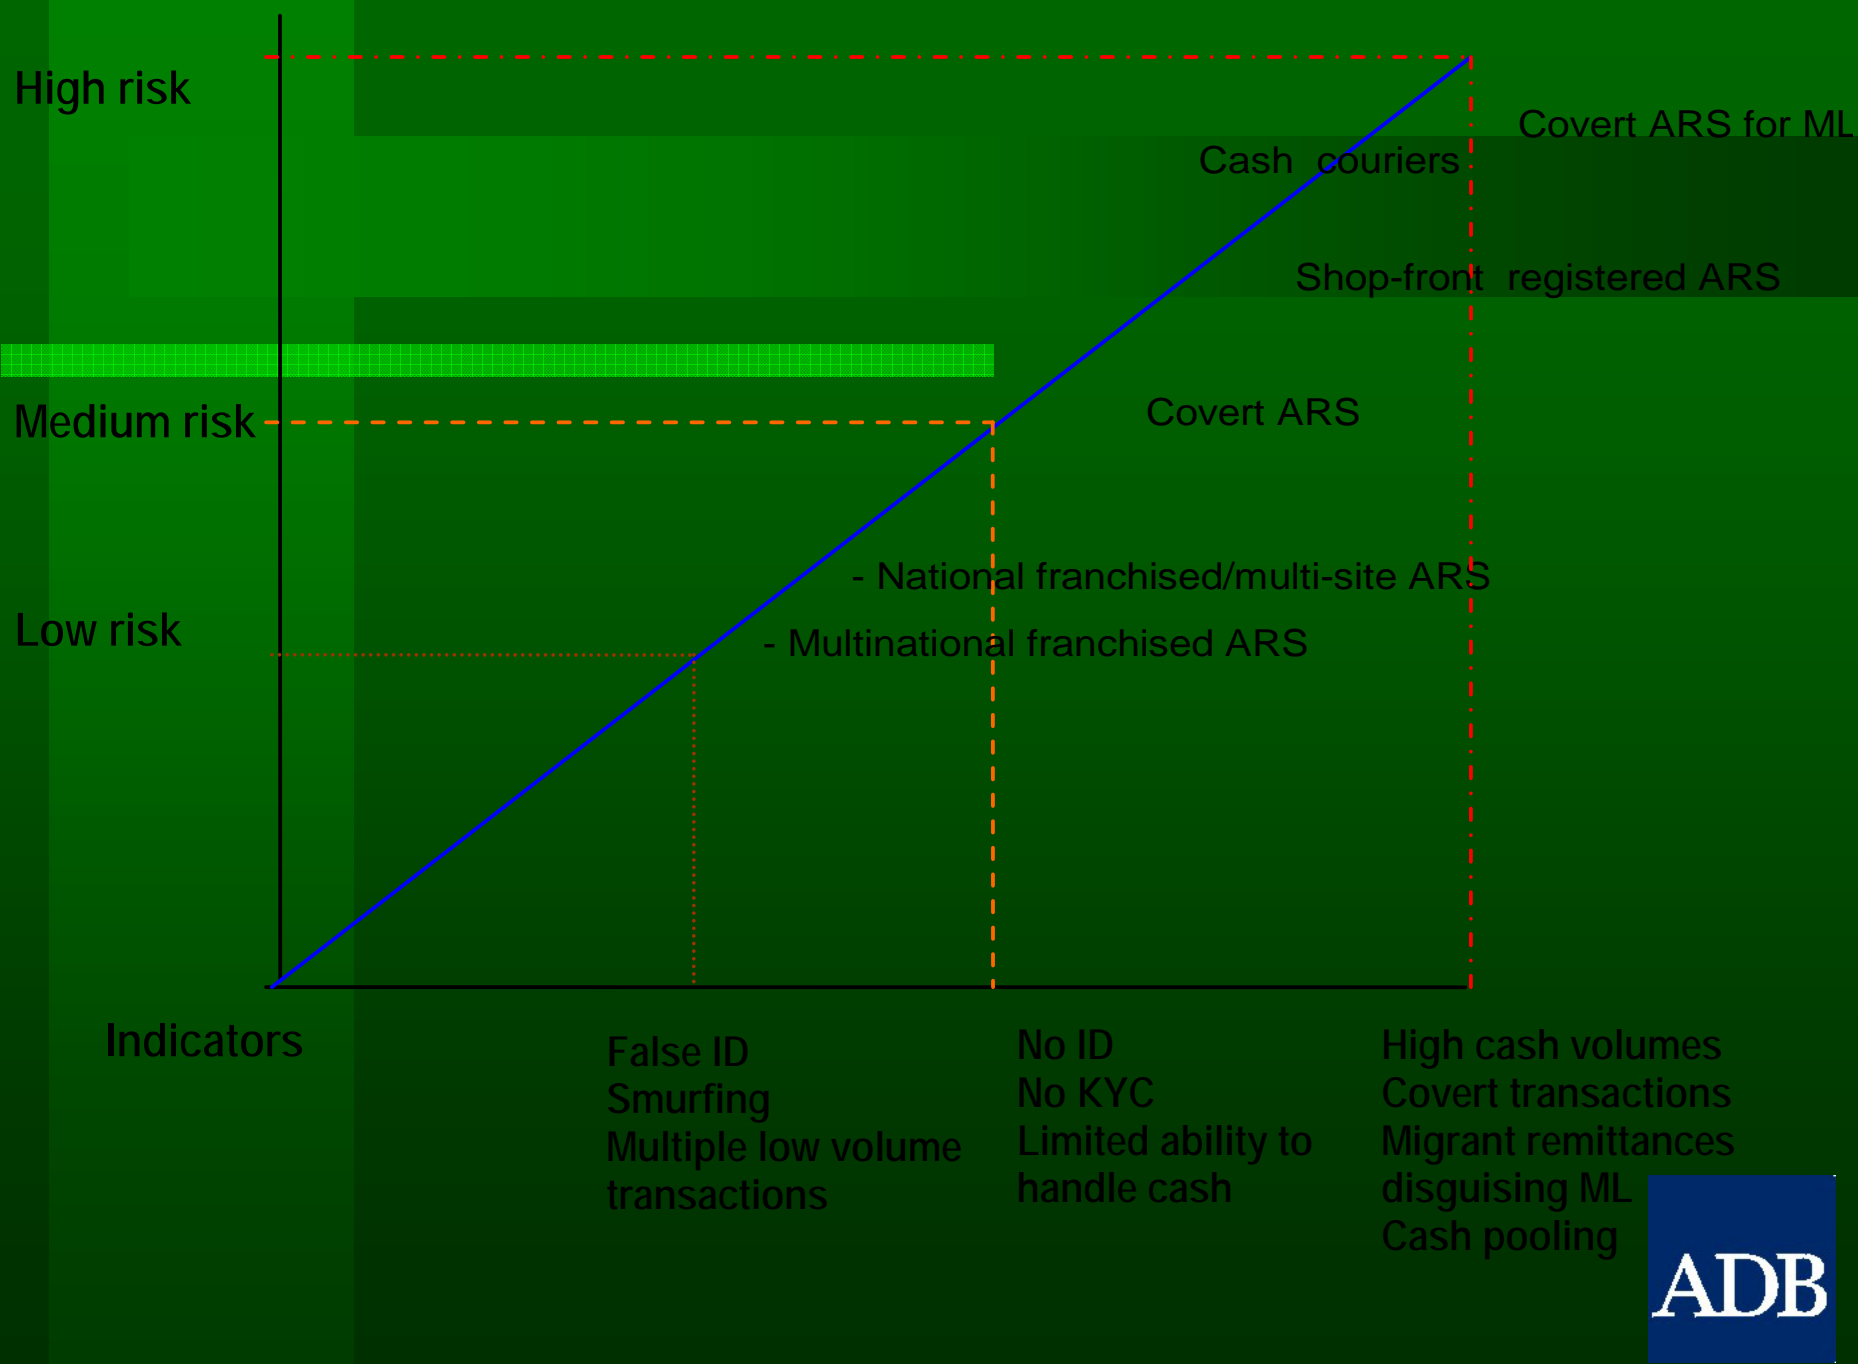 High risk
Covert ARS for ML
Cash couriers
Shop-front registered ARS
Medium risk
Covert ARS
- National franchised/multi-site ARS
Low risk
- Multinational franchised ARS
Indicators
False ID
Smurfing
Multiple low volume
transactions
No ID
No KYC
Limited ability to
handle cash
High cash volumes
Covert transactions
Migrant remittances
disguising ML
Cash pooling
ADB